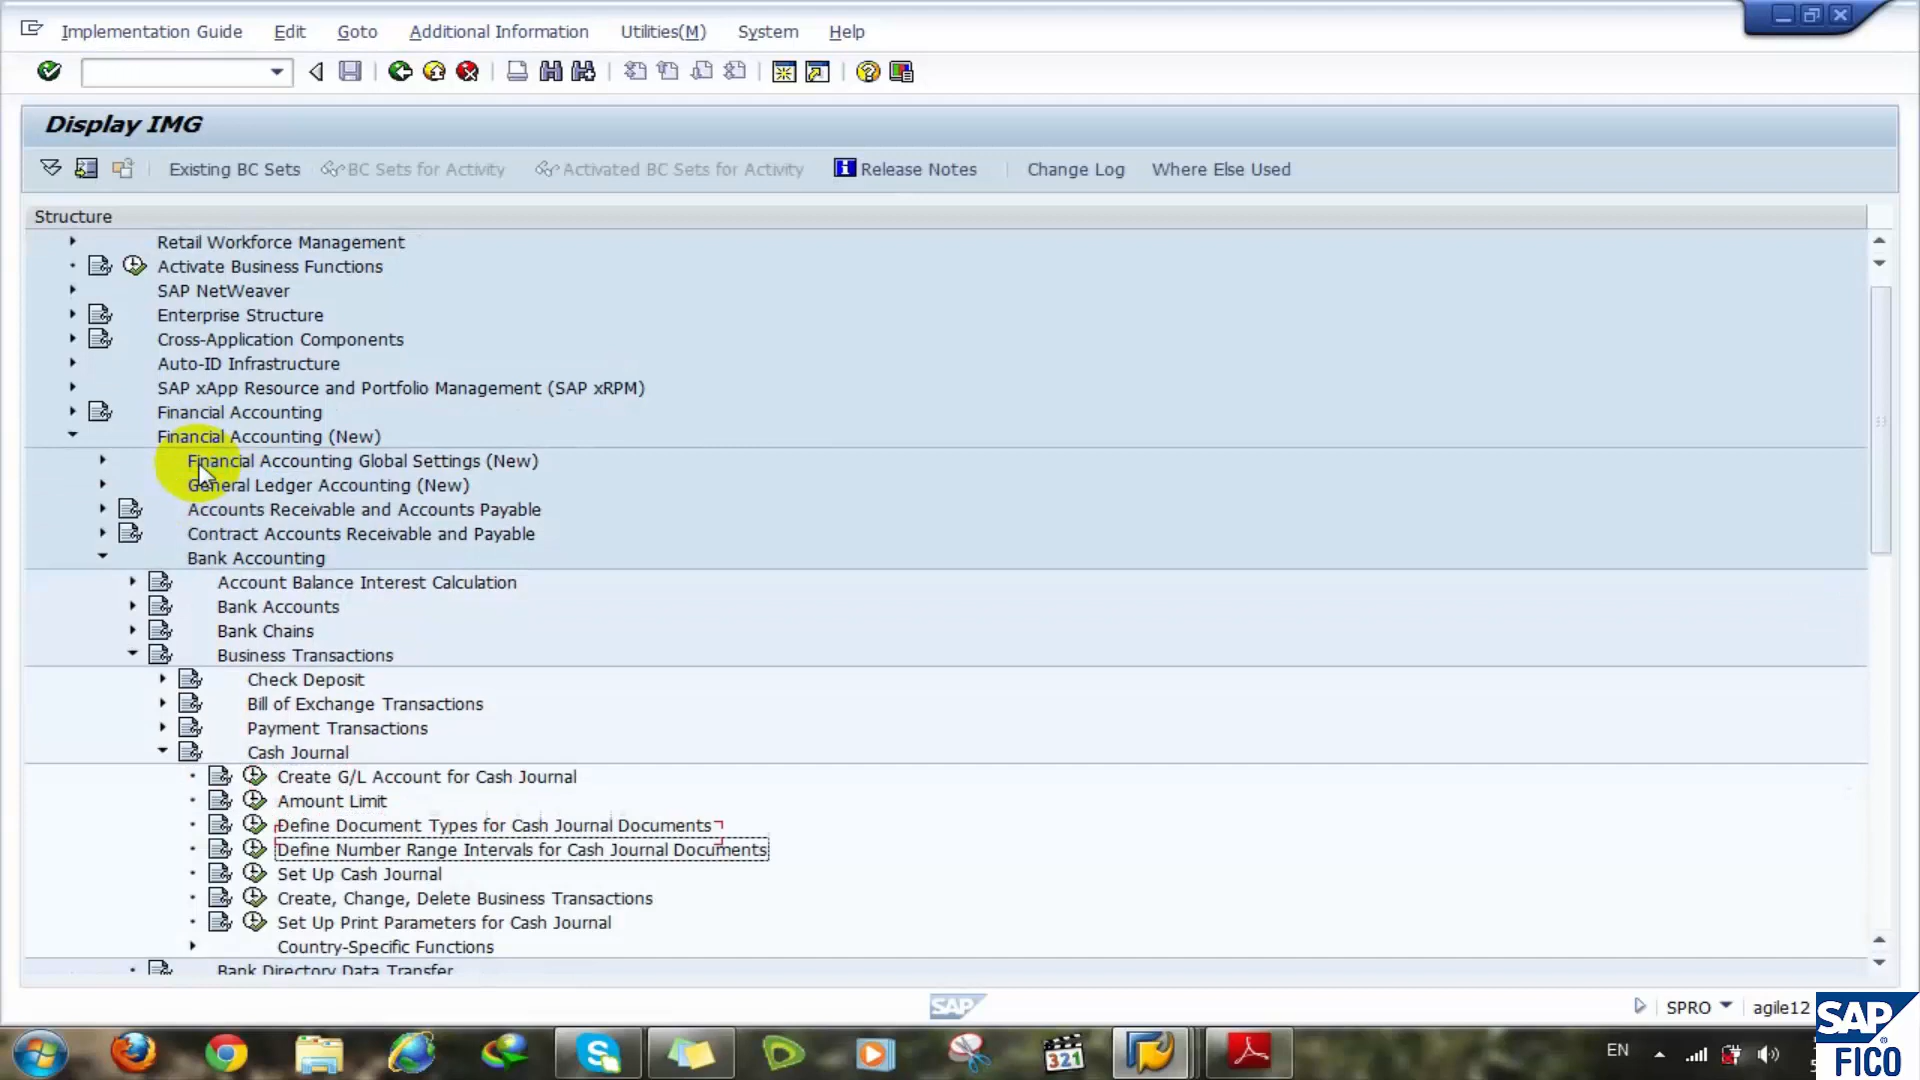 Implementation Guide Edit Goto Additional Information Utilities(M) System Help
Display IMG
Existing BC Sets BC Sets for Activity Activated BC Sets for Activity Release Notes Change Log Where Else Used
Structure
Retail Workforce Management
Activate Business Functions
SAP NetWeaver
Enterprise Structure
Cross-Application Components
Auto-ID Infrastructure
SAP xApp Resource and Portfolio Management (SAP xRPM)
Financial Accounting
Financial Accounting (New)
Financial Accounting Global Settings (New)
General Ledger Accounting (New)
Accounts Receivable and Accounts Payable
Contract Accounts Receivable and Payable
Bank Accounting
Account Balance Interest Calculation
Bank Accounts
Bank Chains
Business Transactions
Check Deposit
Bill of Exchange Transactions
Payment Transactions
Cash Journal
Create G/L Account for Cash Journal
Amount Limit
Define Document Types for Cash Journal Documents
Define Number Range Intervals for Cash Journal Documents
Set Up Cash Journal
Create, Change, Delete Business Transactions
Set Up Print Parameters for Cash Journal
Country-Specific Functions
Bank Directory Data Transfer
SAP
SPRO agile12
SAP ®
FICO
321
EN